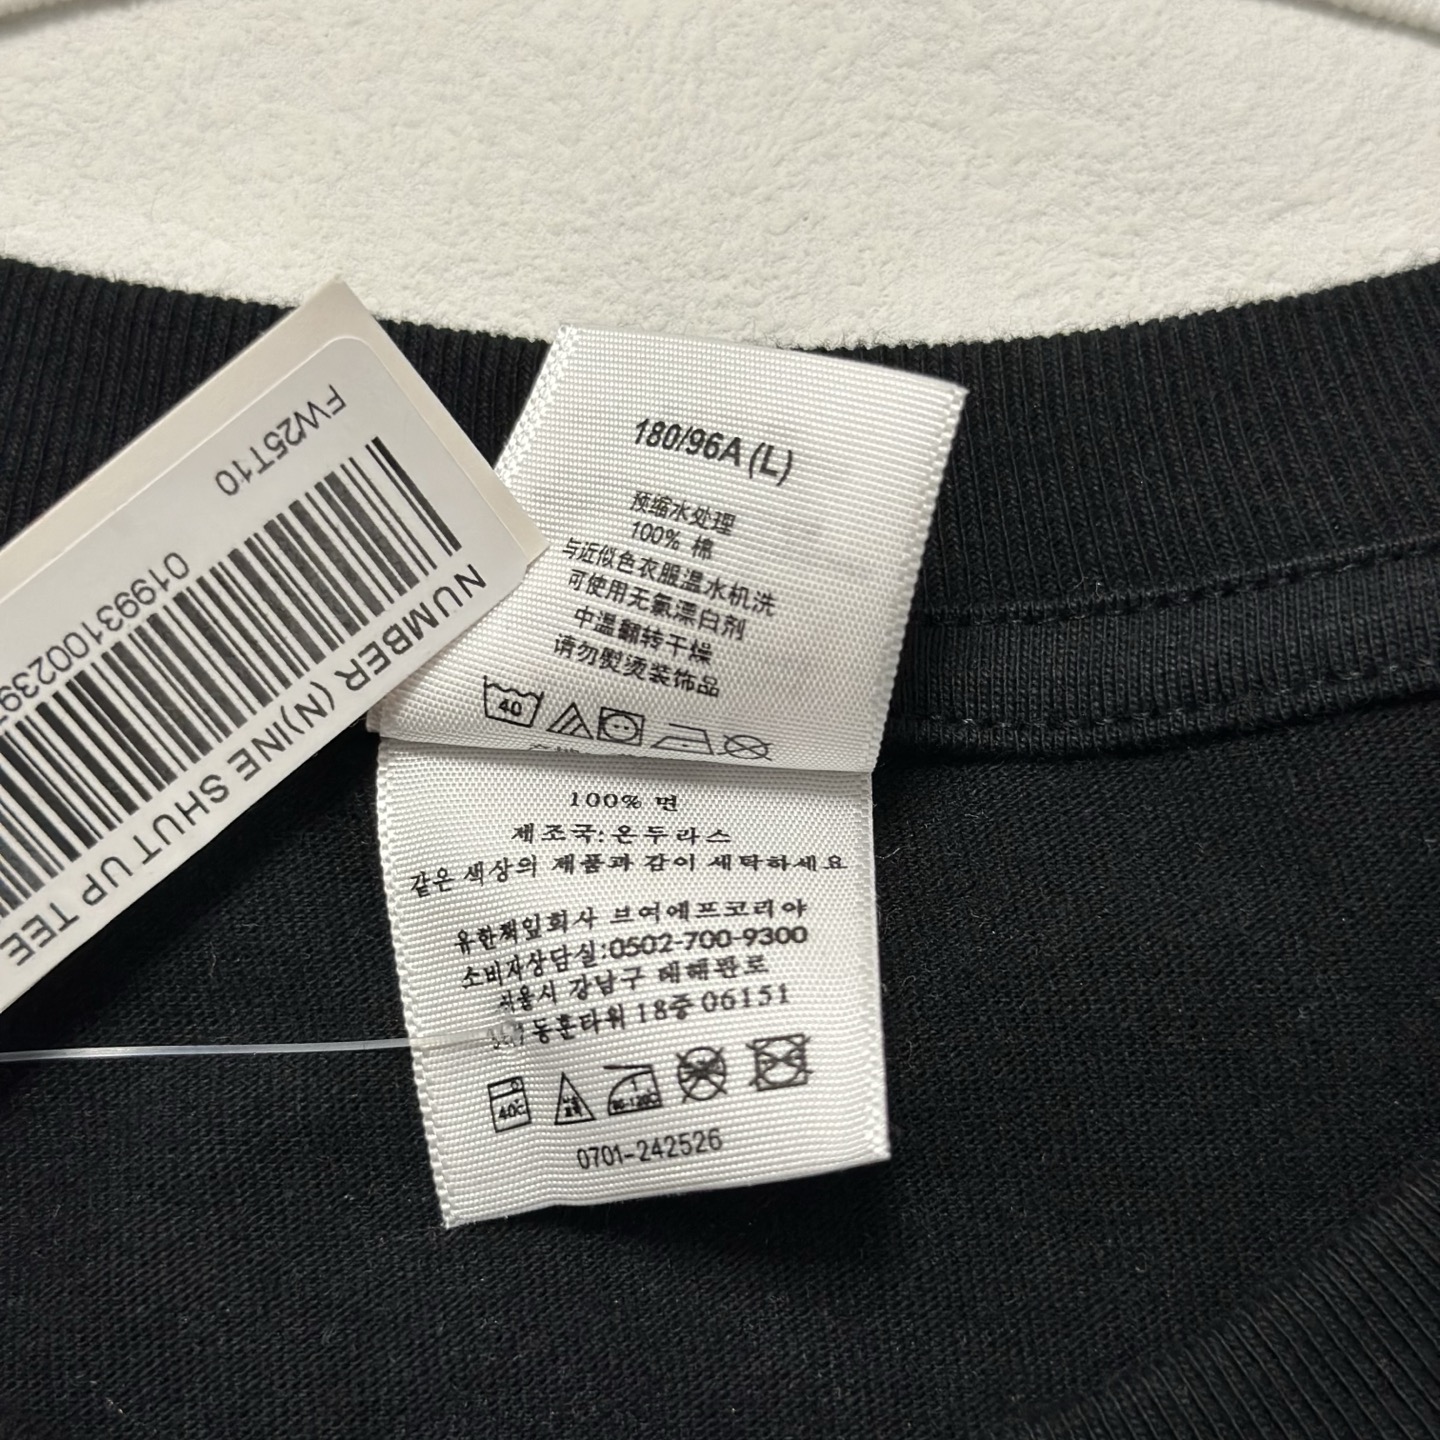 FW25T10
NUMBER (N)INE SHUT UP TEE
180/96A (L)
预缩水处理
100% 棉
与近似色衣服温水机洗
可使用无氯漂白剂
中温翻转干燥
请勿熨烫装饰品
40
100% 면
제조국:온두라스
같은 색상의 제품과 같이 세탁하세요
유한책임회사 브이에프코리아
소비자상담실:0502-700-9300
강남구 테헤란로
동훈타워 18층 06151
40C
0701-242526